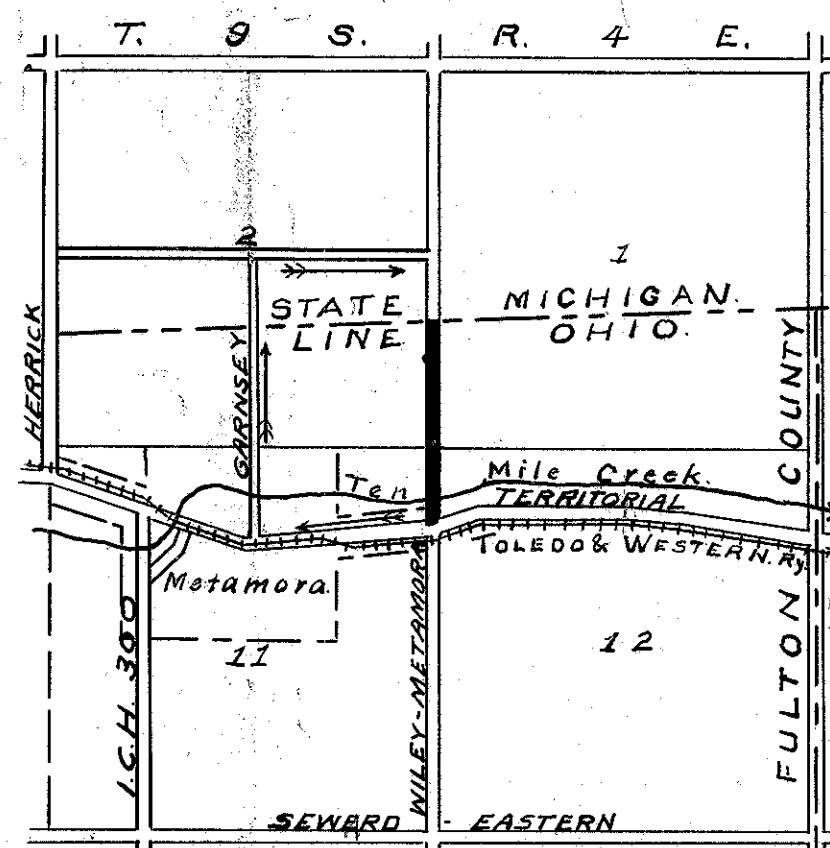 T. 9 S. R. 4 E.
2
1
STATE
LINE
MICHIGAN.
OHIO.
HERRICK
GARNSEY
COUNTY
Ten Mile Creek.
TERRITORIAL
TOLEDO & WESTERN. Ry.
Metamora.
I.C.H. 300
11
WILEY-METAMORA
12
FULTON
SEWARD - EASTERN